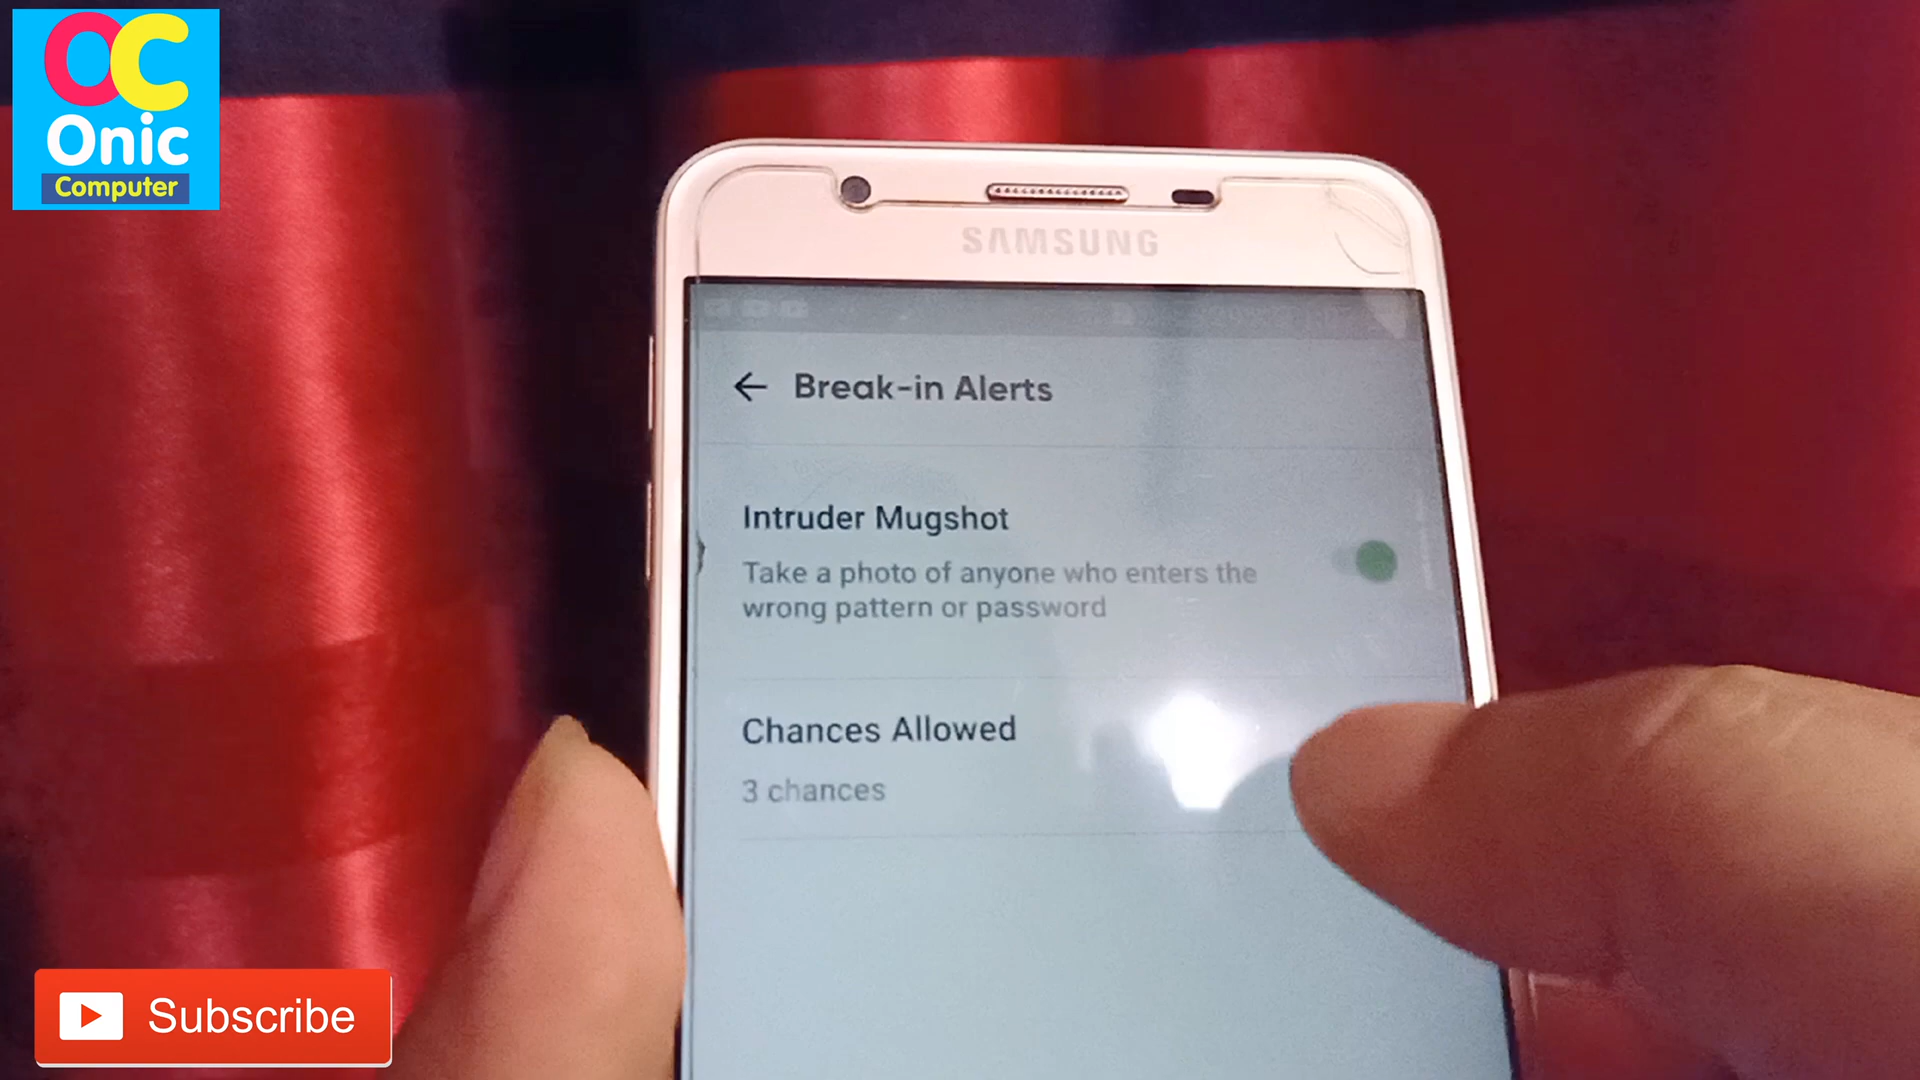 OC
Onic
Computer
SAMSUNG
Break-in Alerts
Intruder Mugshot
Take a photo of anyone who enters the
wrong pattern or password
Chances Allowed
3 chances
Subscribe